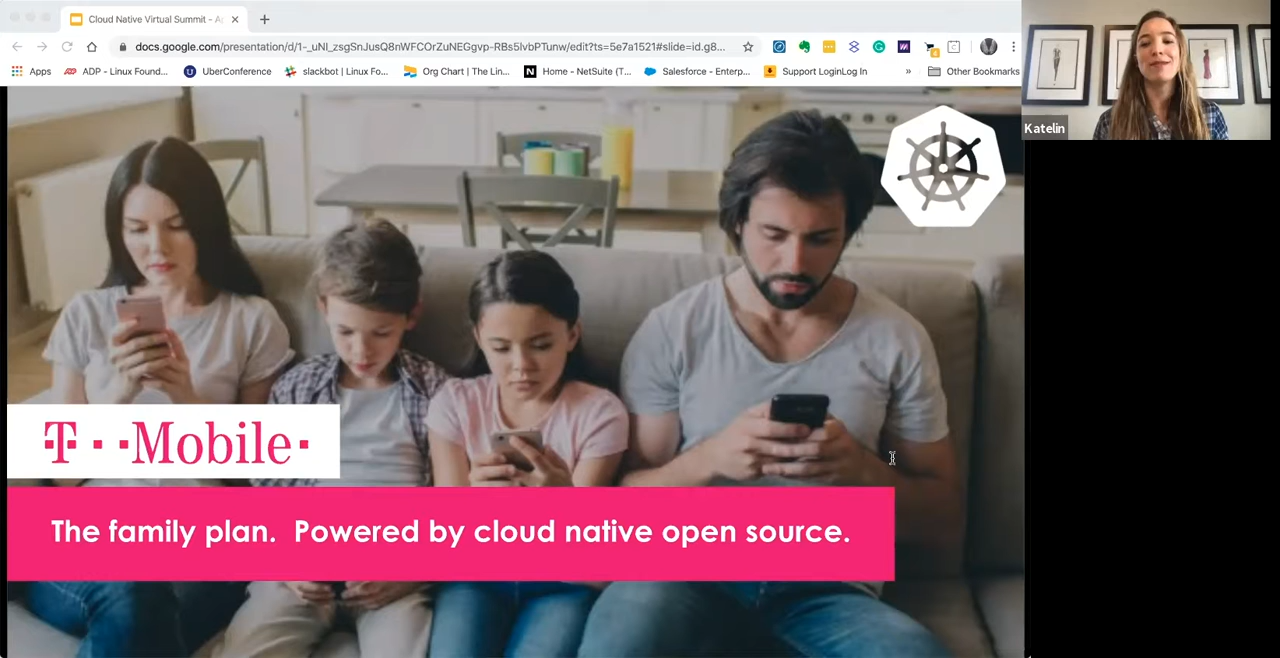 Cloud Native Virtual Summit - A
docs.google.com/presentation/d/1-_uNI_zsgSnJusQ8nWFCOrZuNEGgvp-RBs5lvbPTunw/edit?ts=5e7a1521#slide=id.g8...
Apps ADP - Linux Found... UberConference slackbot | Linux Fo... Org Chart | The Lin... Home - NetSuite (T... Salesforce - Enterp... Support LoginLog In » Other Bookmarks
Katelin
T··Mobile·
The family plan. Powered by cloud native open source.